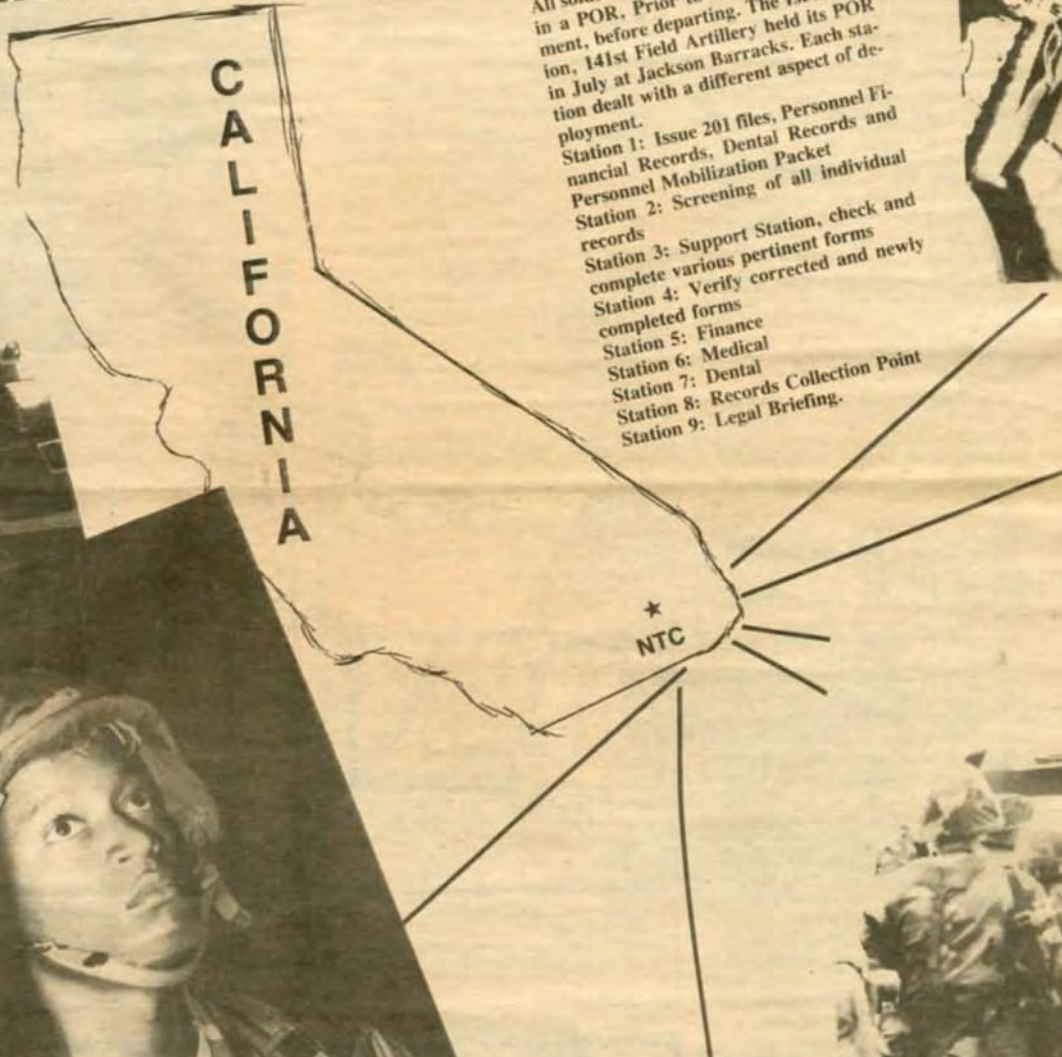 C
A
L
I
F
O
R
N
I
A
in a POR, Prior to
ment, before departing. The
ion, 141st Field Artillery held its POR
in July at Jackson Barracks. Each sta-
tion dealt with a different aspect of de-
ployment.
Station 1: Issue 201 files, Personnel Fi-
nancial Records, Dental Records and
Personnel Mobilization Packet
Station 2: Screening of all individual
records
Station 3: Support Station, check and
complete various pertinent forms
Station 4: Verify corrected and newly
completed forms
Station 5: Finance
Station 6: Medical
Station 7: Dental
Station 8: Records Collection Point
Station 9: Legal Briefing.
NTC